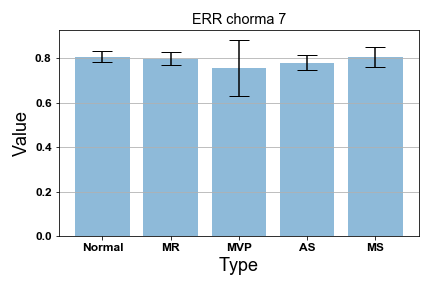 ERR chorma 7
Value
0.8
0.6
0.4
0.2
0.0
Normal MR MVP AS MS
Type